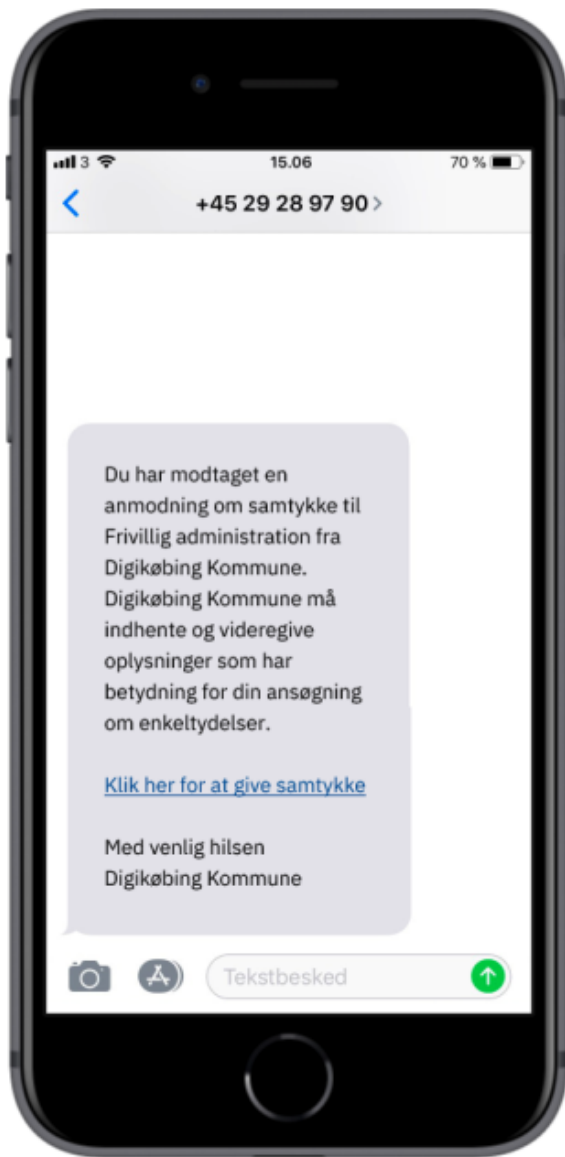 3 15.06 70 %
+45 29 28 97 90 >
Du har modtaget en
anmodning om samtykke til
Frivillig administration fra
Digikøbing Kommune.
Digikøbing Kommune må
indhente og videregive
oplysninger som har
betydning for din ansøgning
om enkeltydelser.
Klik her for at give samtykke
Med venlig hilsen
Digikøbing Kommune
Tekstbesked